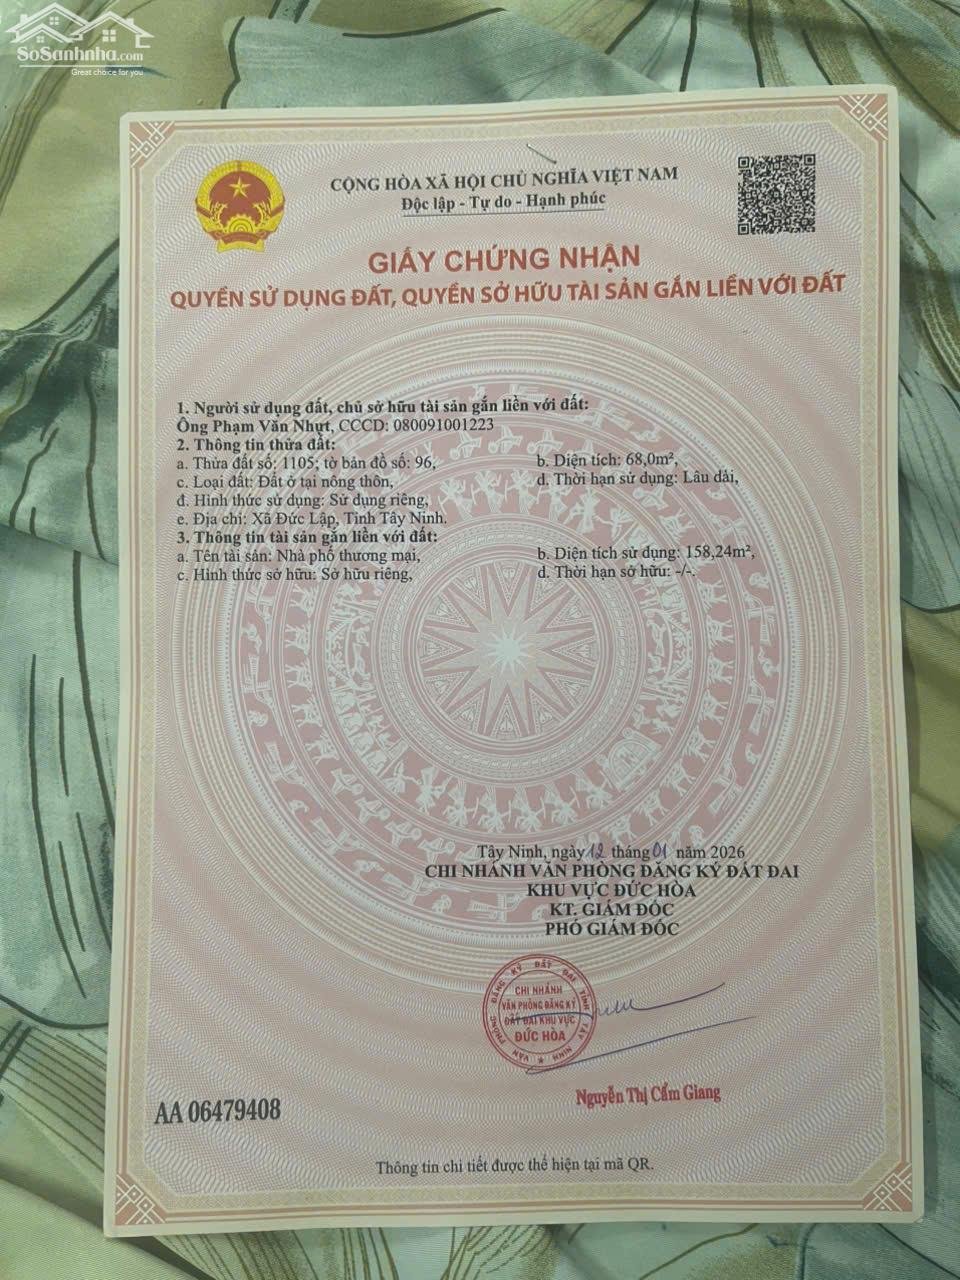 SoSanhnha.com
Great choice for you
CỘNG HÒA XÃ HỘI CHỦ NGHĨA VIỆT NAM
Độc lập - Tự do - Hạnh phúc
GIẤY CHỨNG NHẬN
QUYỀN SỬ DỤNG ĐẤT, QUYỀN SỞ HỮU TÀI SẢN GẮN LIỀN VỚI ĐẤT
1. Người sử dụng đất, chủ sở hữu tài sản gắn liền với đất:
Ông Phạm Văn Nhựt, CCCD: 080091001223
2. Thông tin thửa đất:
a. Thửa đất số: 1105; tờ bản đồ số: 96, b. Diện tích: 68,0m²,
c. Loại đất: Đất ở tại nông thôn, d. Thời hạn sử dụng: Lâu dài,
đ. Hình thức sử dụng: Sử dụng riêng,
e. Địa chỉ: Xã Đức Lập, Tỉnh Tây Ninh.
3. Thông tin tài sản gắn liền với đất:
a. Tên tài sản: Nhà phố thương mại, b. Diện tích sử dụng: 158,24m²,
c. Hình thức sở hữu: Sở hữu riêng, d. Thời hạn sở hữu: -/-.
Tây Ninh, ngày 12 tháng 01 năm 2026
CHI NHÁNH VĂN PHÒNG ĐĂNG KÝ ĐẤT ĐAI
KHU VỰC ĐỨC HÒA
KT. GIÁM ĐỐC
PHÓ GIÁM ĐỐC
VĂN PHÒNG ĐĂNG KÝ ĐẤT ĐAI TỈNH TÂY NINH
CHI NHÁNH
VĂN PHÒNG ĐĂNG KÝ
ĐẤT ĐAI KHU VỰC
ĐỨC HÒA
Nguyễn Thị Cẩm Giang
AA 06479408
Thông tin chi tiết được thể hiện tại mã QR.